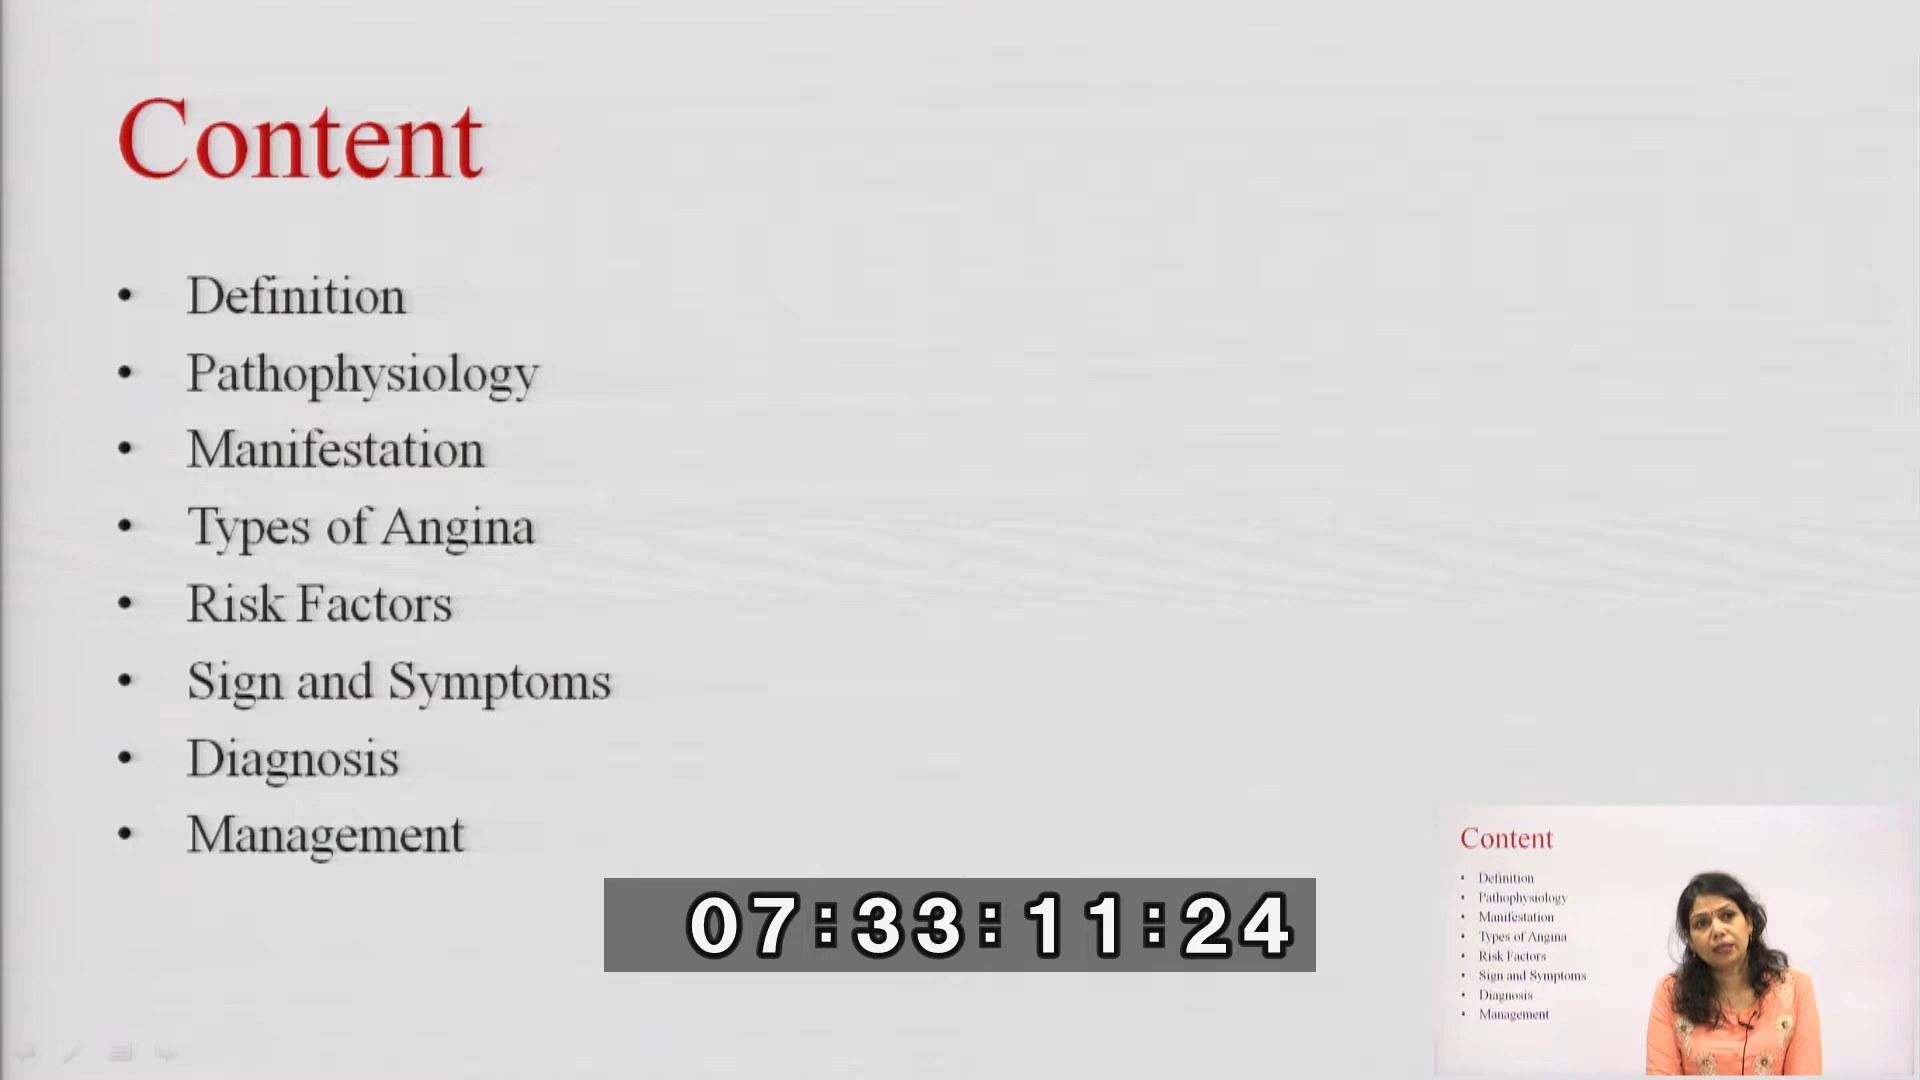 Content
• Definition
• Pathophysiology
• Manifestation
• Types of Angina
• Risk Factors
• Sign and Symptoms
• Diagnosis
• Management
07:33:11:24
Content
• Definition
• Pathophysiology
• Manifestation
• Types of Angina
• Risk Factors
• Sign and Symptoms
• Diagnosis
• Management